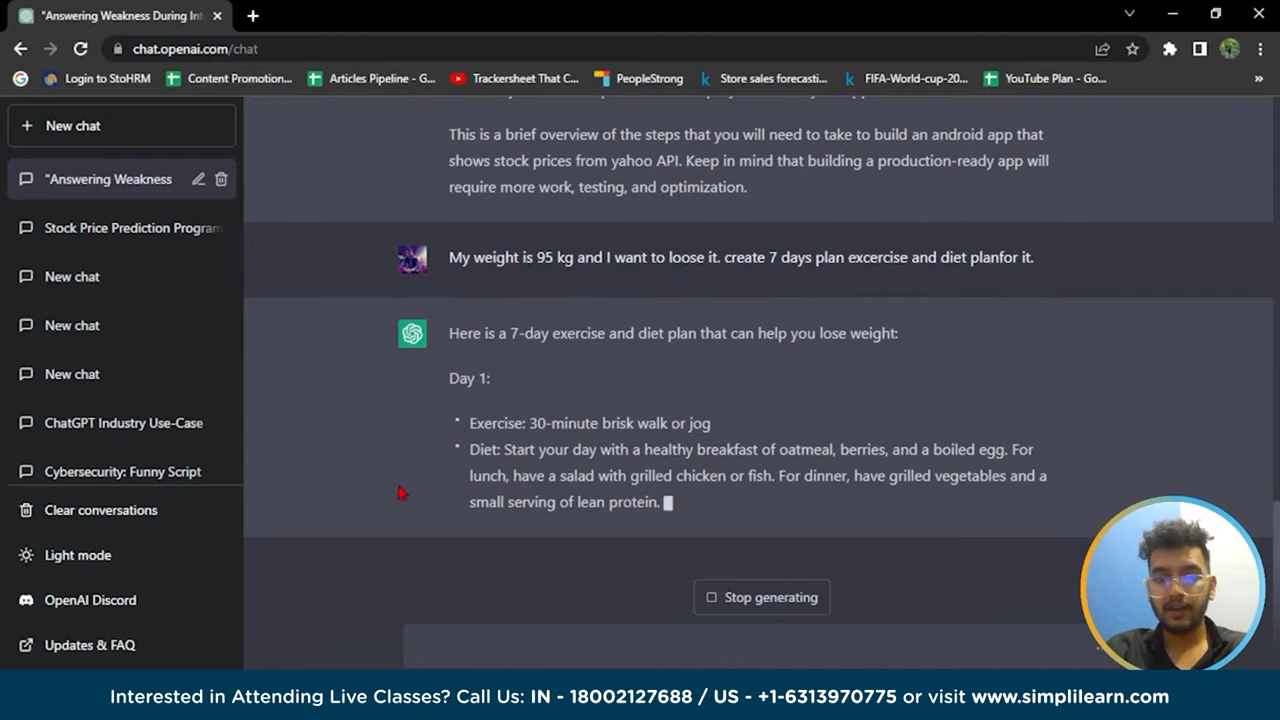 "Answering Weakness During Int
chat.openai.com/chat
Login to StoHRM
Content Promotion...
Articles Pipeline - G...
Trackersheet That C...
PeopleStrong
Store sales forecasti...
FIFA-World-cup-20...
YouTube Plan - Go...
»
+ New chat
"Answering Weakness
Stock Price Prediction Program
New chat
New chat
New chat
ChatGPT Industry Use-Case
Cybersecurity: Funny Script
Clear conversations
Light mode
OpenAI Discord
Updates & FAQ
This is a brief overview of the steps that you will need to take to build an android app that
shows stock prices from yahoo API. Keep in mind that building a production-ready app will
require more work, testing, and optimization.
My weight is 95 kg and I want to loose it. create 7 days plan excercise and diet planfor it.
Here is a 7-day exercise and diet plan that can help you lose weight:
Day 1:
• Exercise: 30-minute brisk walk or jog
• Diet: Start your day with a healthy breakfast of oatmeal, berries, and a boiled egg. For
lunch, have a salad with grilled chicken or fish. For dinner, have grilled vegetables and a
small serving of lean protein.
Stop generating
Interested in Attending Live Classes? Call Us: IN - 18002127688 / US - +1-6313970775 or visit www.simplilearn.com